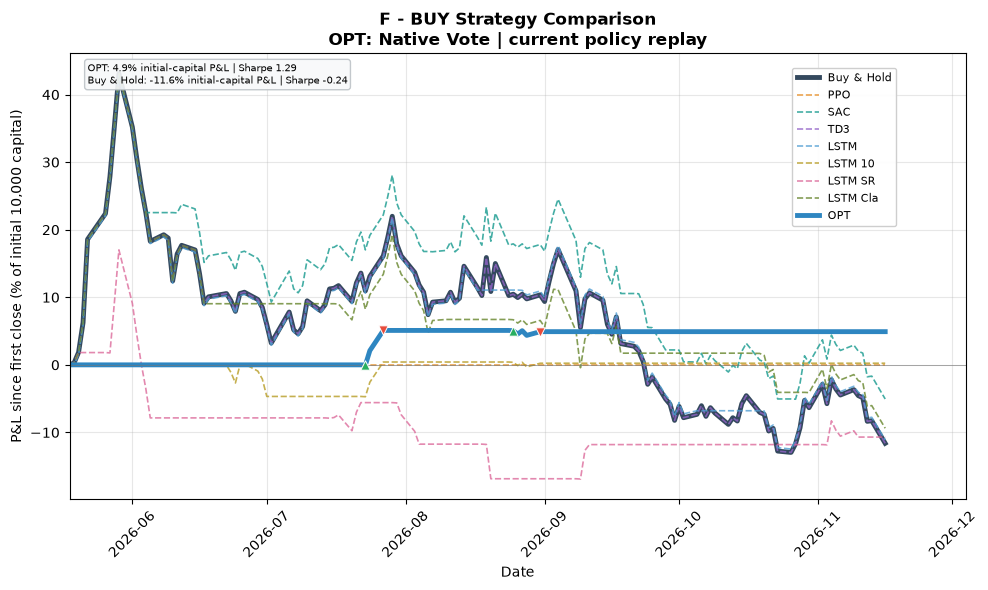 F - BUY Strategy Comparison
OPT: Native Vote | current policy replay
OPT: 4.9% initial-capital P&L | Sharpe 1.29
Buy & Hold: -11.6% initial-capital P&L | Sharpe -0.24
Buy & Hold
PPO
SAC
TD3
LSTM
LSTM 10
LSTM SR
LSTM Cla
OPT
P&L since first close (% of initial 10,000 capital)
40
30
20
10
0
−10
2026-06
2026-07
2026-08
2026-09
2026-10
2026-11
2026-12
Date